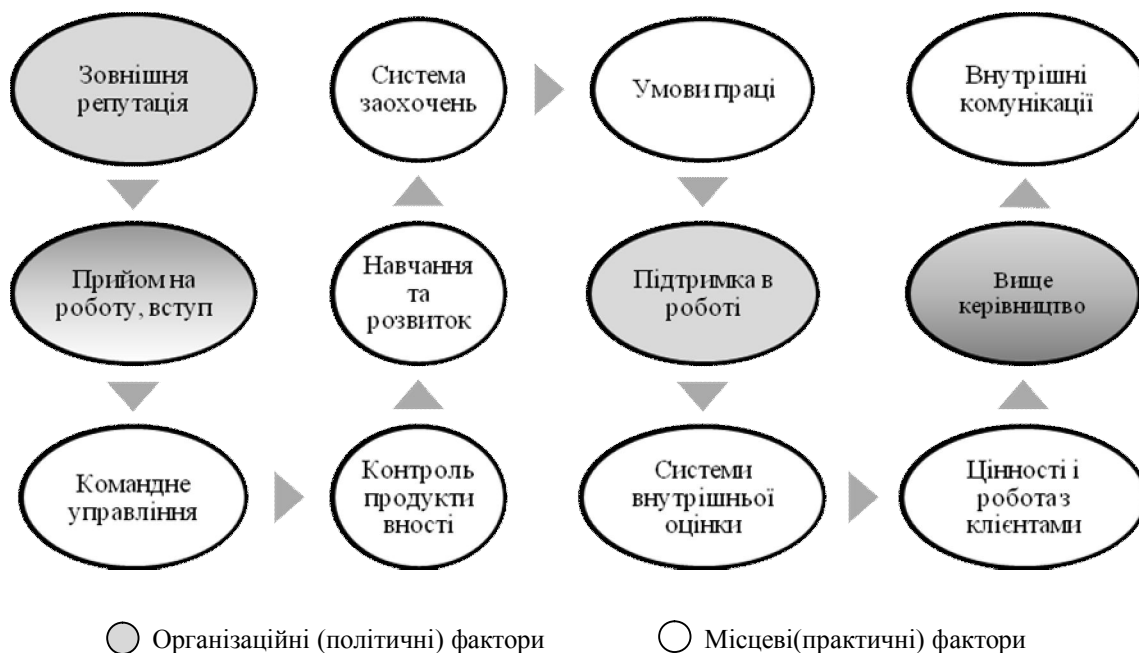 Зовнішня
репутація
Прийом на
роботу, вступ
Командне
управління
Контроль
продукти
вності
Навчання
та
розвиток
Система
заохочень
Умови праці
Підтримка в
роботі
Системи
внутрішньої
оцінки
Цінності і
робота з
клієнтами
Вище
керівництво
Внутрішні
комунікації
Організаційні (політичні) фактори
Місцеві(практичні) фактори